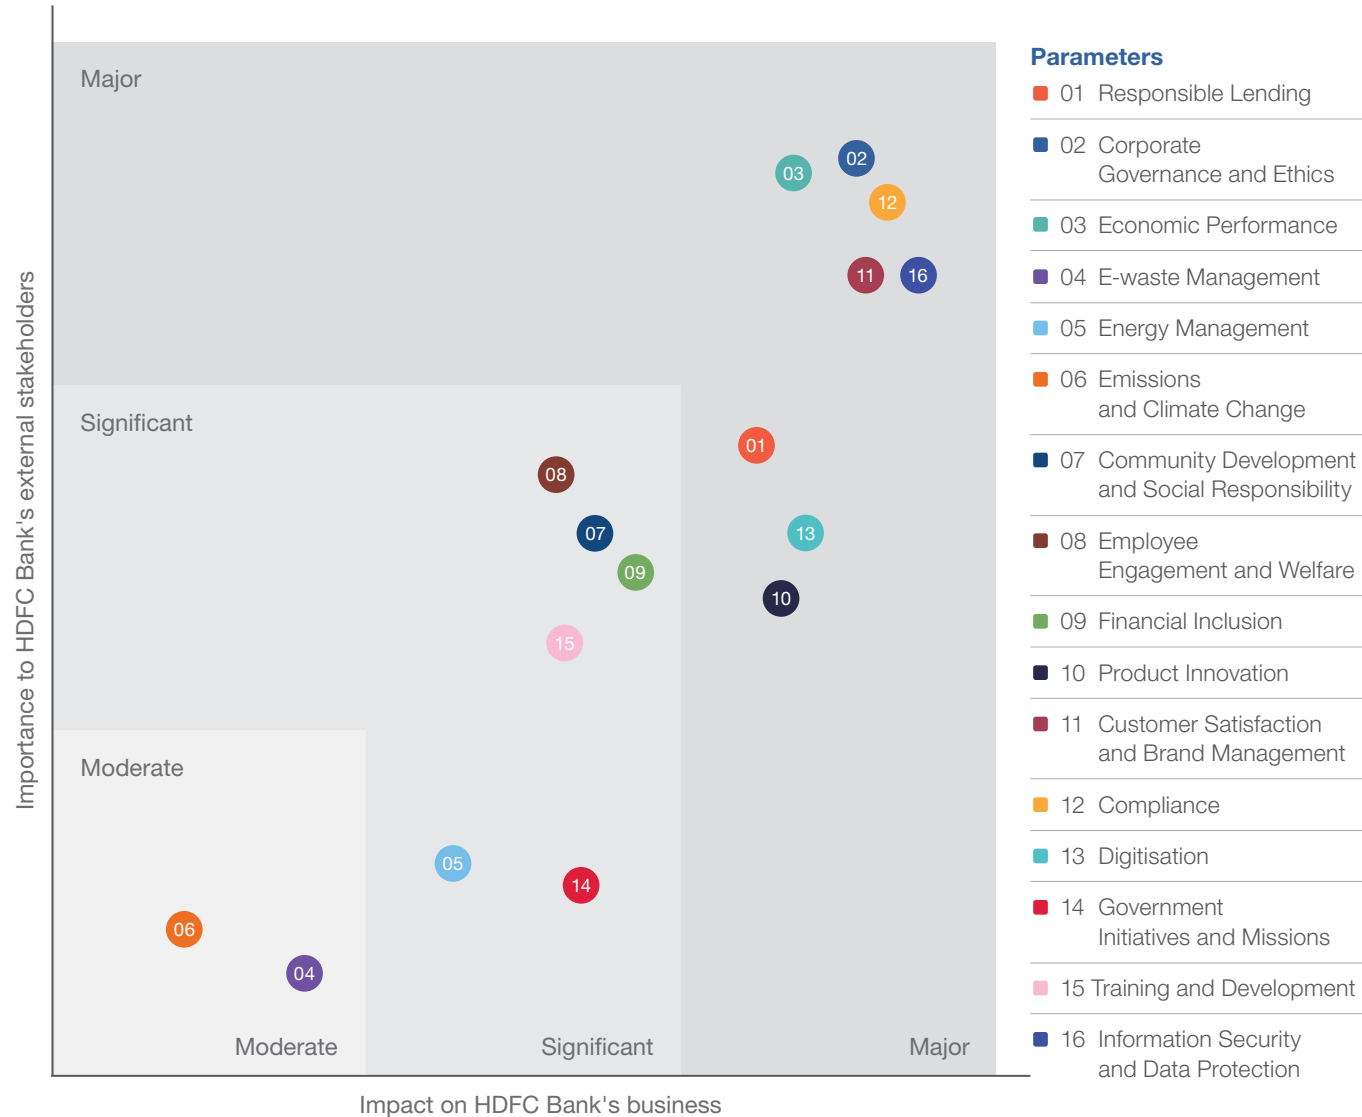 Major
Significant
Moderate
03
02
12
11
16
01
08
07
13
09
10
15
05
14
06
04
Moderate
Significant
Major
Importance to HDFC Bank's external stakeholders
Impact on HDFC Bank's business
Parameters
01 Responsible Lending
02 Corporate
Governance and Ethics
03 Economic Performance
04 E-waste Management
05 Energy Management
06 Emissions
and Climate Change
07 Community Development
and Social Responsibility
08 Employee
Engagement and Welfare
09 Financial Inclusion
10 Product Innovation
11 Customer Satisfaction
and Brand Management
12 Compliance
13 Digitisation
14 Government
Initiatives and Missions
15 Training and Development
16 Information Security
and Data Protection